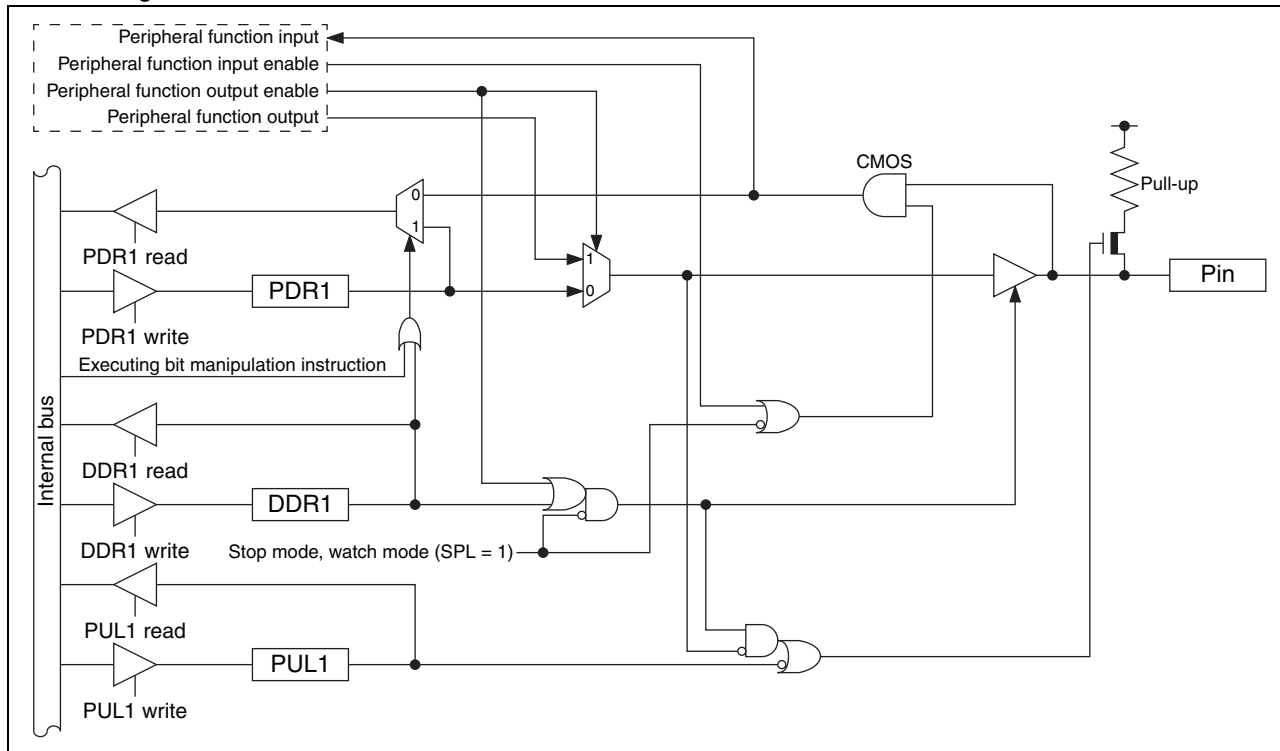 Peripheral function input
Peripheral function input enable
Peripheral function output enable
Peripheral function output
CMOS
Pull-up
0
1
PDR1 read
1
0
Pin
PDR1
PDR1 write
Executing bit manipulation instruction
Internal bus
DDR1 read
DDR1
DDR1 write
Stop mode, watch mode (SPL = 1)
PUL1 read
PUL1
PUL1 write